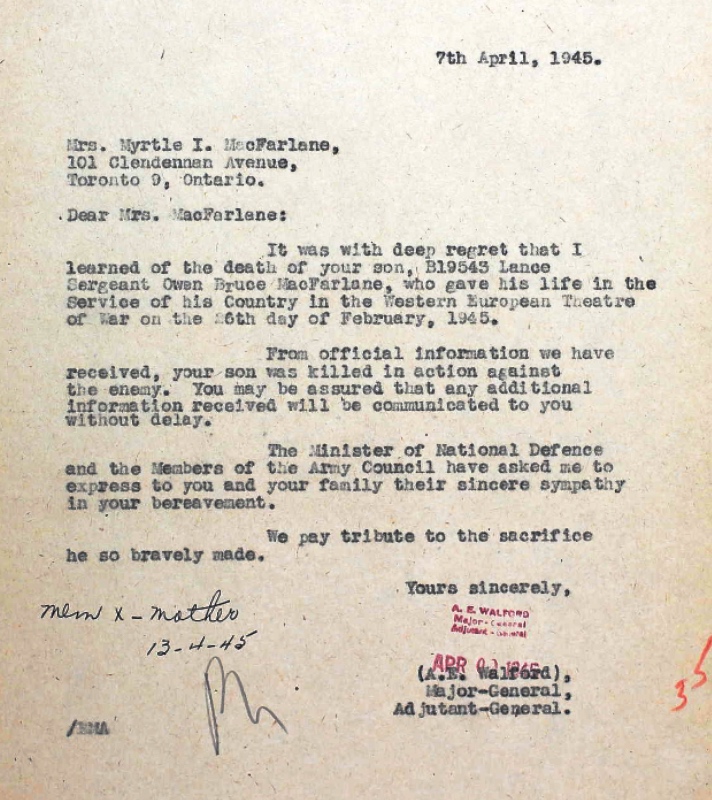 7th April, 1945.
Mrs. Myrtle I. MacFarlane,
101 Clendennan Avenue,
Toronto 9, Ontario.
Dear Mrs. MacFarlane:
It was with deep regret that I
learned of the death of your son, B19543 Lance
Sergeant Owen Bruce MacFarlane, who gave his life in the
Service of his Country in the Western European Theatre
of War on the 26th day of February, 1945.
From official information we have
received, your son was killed in action against
the enemy. You may be assured that any additional
information received will be communicated to you
without delay.
The Minister of National Defence
and the Members of the Army Council have asked me to
express to you and your family their sincere sympathy
in your bereavement.
We pay tribute to the sacrifice
he so bravely made.
Yours sincerely,
A. E. WALFORD
Major-General
Adjutant-General
mem X - mother
13-4-45
APR 1945
(A.E. Walford),
Major-General,
Adjutant-General.
35